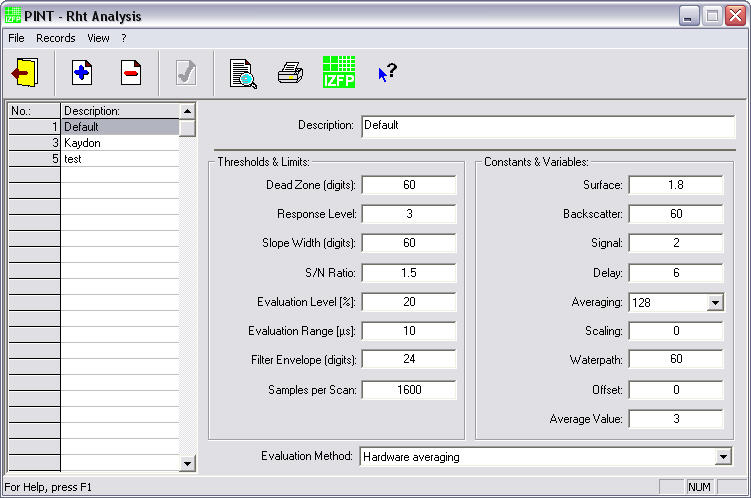 PINT - Rht Analysis
File Records View ?
IZFP
No.: Description:
1 Default
3 Kaydon
5 test
Description: Default
Thresholds & Limits:
Dead Zone (digits): 60
Response Level: 3
Slope Width (digits): 60
S/N Ratio: 1.5
Evaluation Level [%]: 20
Evaluation Range [µs]: 10
Filter Envelope (digits): 24
Samples per Scan: 1600
Constants & Variables:
Surface: 1.8
Backscatter: 60
Signal: 2
Delay: 6
Averaging: 128
Scaling: 0
Waterpath: 60
Offset: 0
Average Value: 3
Evaluation Method: Hardware averaging
For Help, press F1
NUM